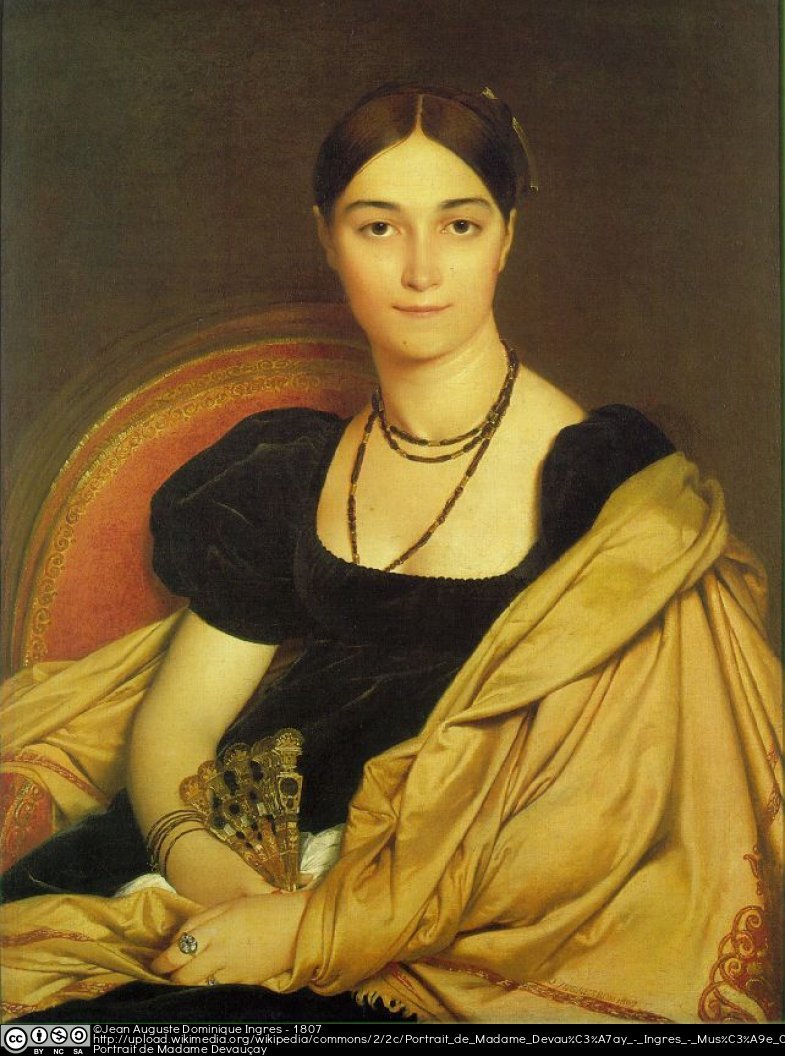 ©Jean Auguste Dominique Ingres - 1807
http://upload.wikimedia.org/wikipedia/commons/2/2c/Portrait_de_Madame_Devau%C3%A7ay_-_Ingres_-_Mus%C3%A9e_C
Portrait de Madame Devauçay
cc BY NC SA